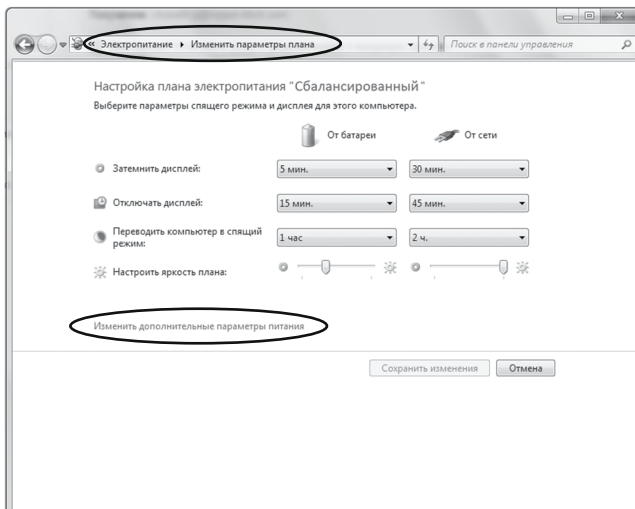 « Электропитание ▸ Изменить параметры плана
Поиск в панели управления
Настройка плана электропитания "Сбалансированный"
Выберите параметры спящего режима и дисплея для этого компьютера.
От батареи От сети
Затемнить дисплей: 5 мин. 30 мин.
Отключать дисплей: 15 мин. 45 мин.
Переводить компьютер в спящий
режим: 1 час 2 ч.
Настроить яркость плана:
Изменить дополнительные параметры питания
Сохранить изменения Отмена